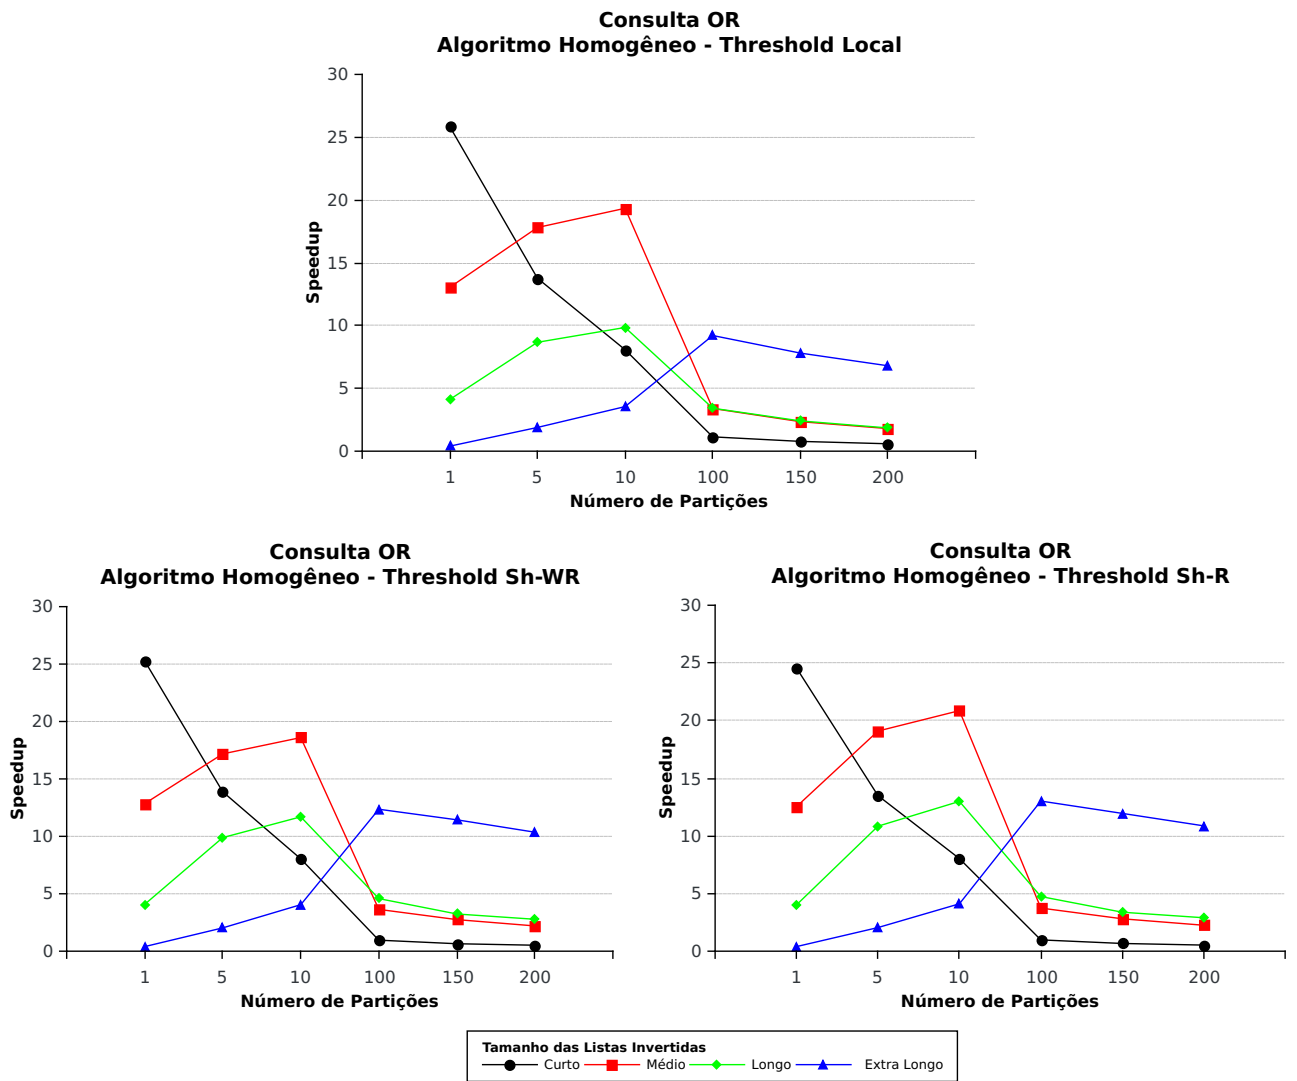 Consulta OR
Algoritmo Homogêneo - Threshold Local
30
25
20
15
10
5
0
Speedup
1 5 10 100 150 200
Número de Partições
Consulta OR
Algoritmo Homogêneo - Threshold Sh-WR
30
25
20
15
10
5
0
Speedup
1 5 10 100 150 200
Número de Partições
Consulta OR
Algoritmo Homogêneo - Threshold Sh-R
30
25
20
15
10
5
0
Speedup
1 5 10 100 150 200
Número de Partições
Tamanho das Listas Invertidas
Curto Médio Longo Extra Longo